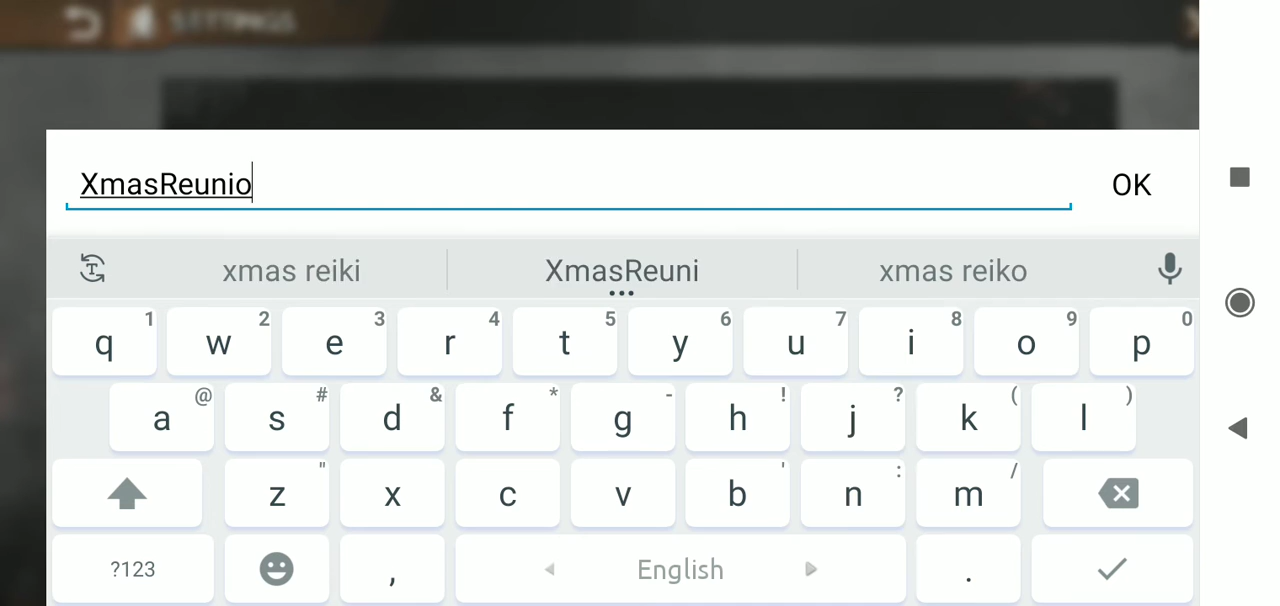 SETTINGS
XmasReunio
OK
xmas reiki XmasReuni xmas reiko
q 1 w 2 e 3 r 4 t 5 y 6 u 7 i 8 o 9 p 0
a @ s # d & f * g - h ! j ? k ( l )
z " x c v b ' n : m /
?123 , English .